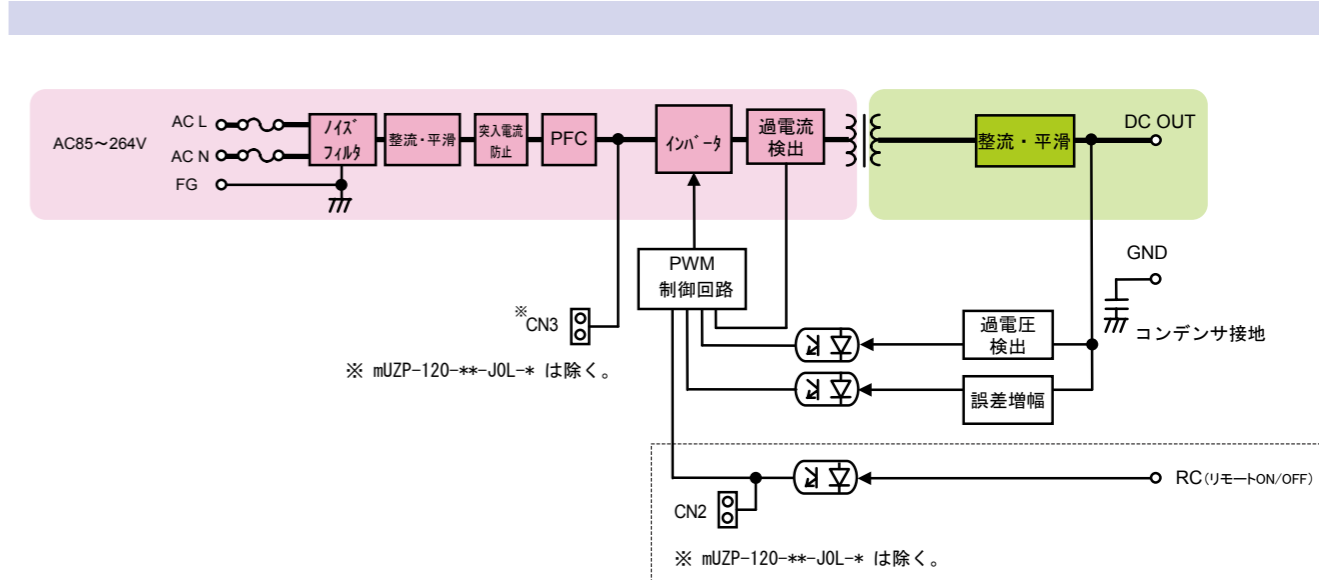 AC85～264V
AC L
AC N
FG
ﾉｲｽﾞ
ﾌｨﾙﾀ
整流・平滑
突入電流
防止
PFC
ｲﾝﾊﾞｰﾀ
過電流
検出
整流・平滑
DC OUT
GND
コンデンサ接地
PWM
制御回路
※CN3
※ mUZP-120-**-J0L-* は除く。
過電圧
検出
誤差増幅
RC(リモートON/OFF)
CN2
※ mUZP-120-**-J0L-* は除く。